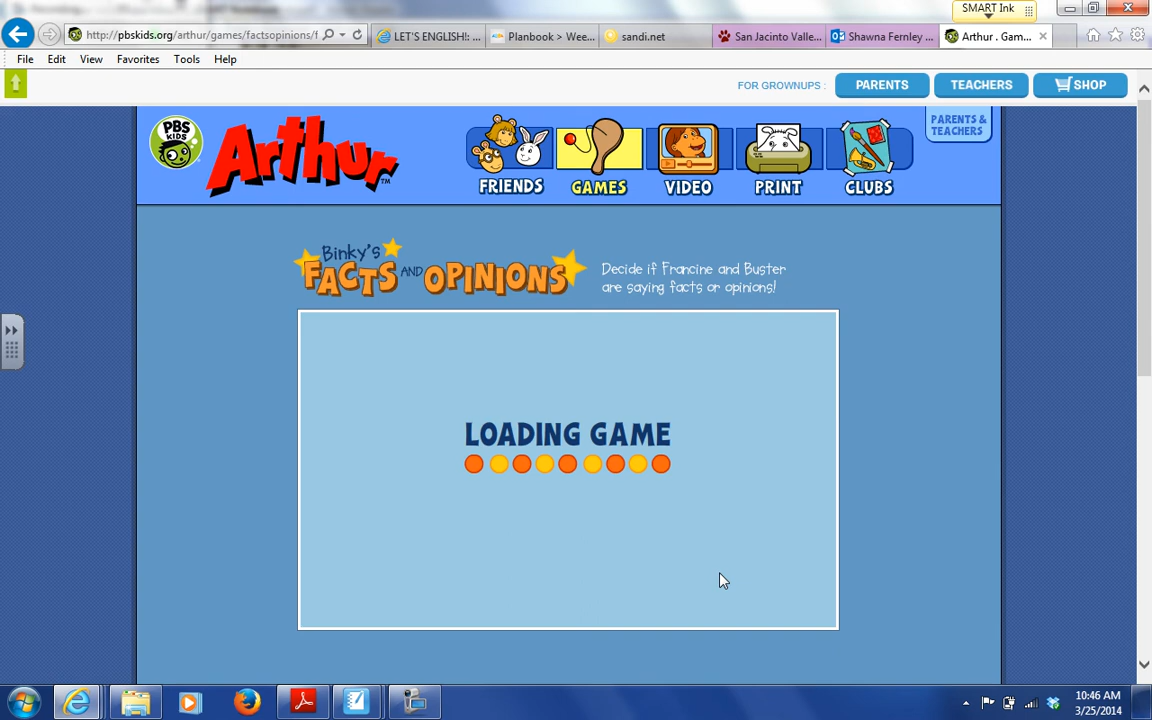 SMART Ink
http://pbskids.org/arthur/games/factsopinions/f
LET'S ENGLISH!: ...
Planbook > Wee...
sandi.net
San Jacinto Valle...
Shawna Fernley ...
Arthur . Gam...
File Edit View Favorites Tools Help
FOR GROWNUPS : PARENTS TEACHERS SHOP
PBS KIDS
Arthur™
FRIENDS GAMES VIDEO PRINT CLUBS
PARENTS & TEACHERS
Binky's
FACTS AND OPINIONS
Decide if Francine and Buster
are saying facts or opinions!
LOADING GAME
10:46 AM
3/25/2014